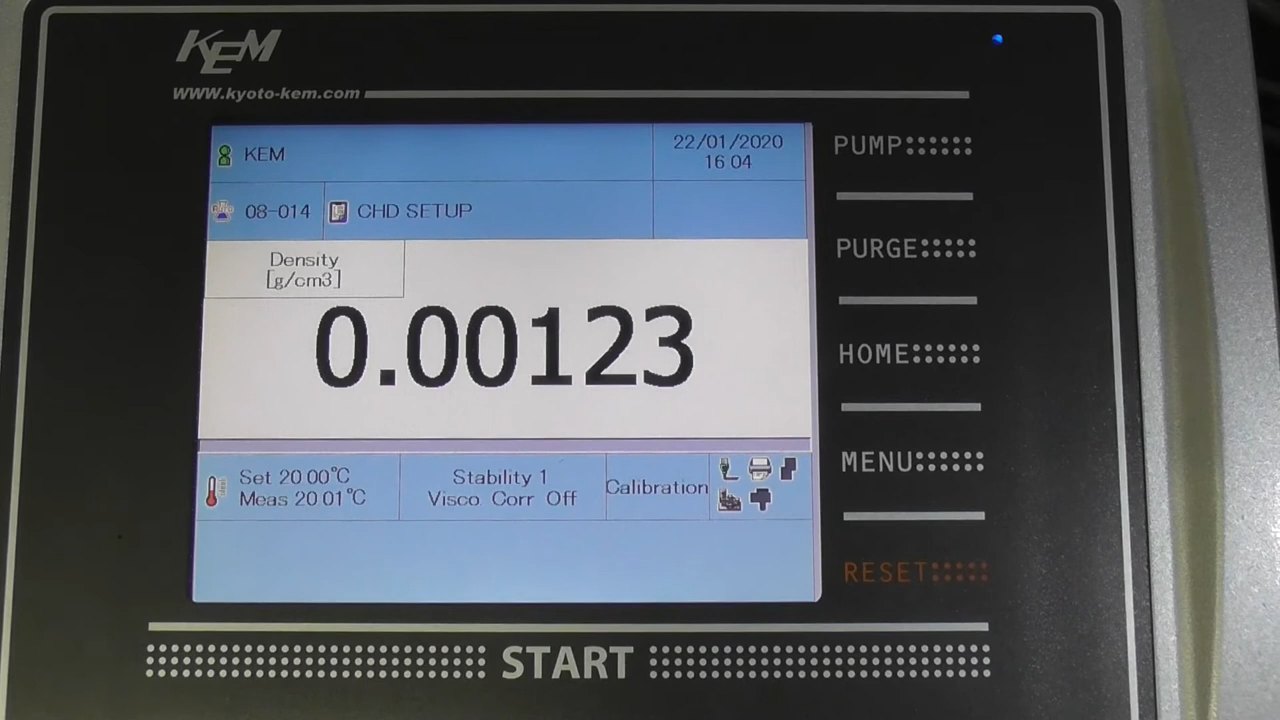 KEM
www.kyoto-kem.com
KEM
22/01/2020
16 04
08-014
CHD SETUP
Density
[g/cm3]
0.00123
Set 20 00°C
Meas 20 01°C
Stability 1
Visco. Corr Off
Calibration
PUMP
PURGE
HOME
MENU
RESET
START